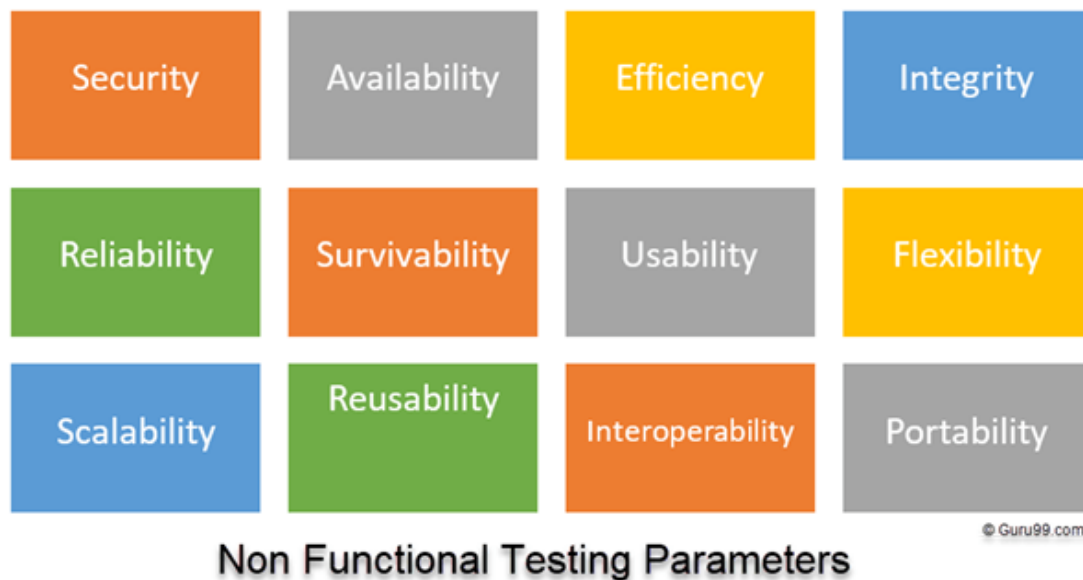 Security
Availability
Efficiency
Integrity
Reliability
Survivability
Usability
Flexibility
Scalability
Reusability
Interoperability
Portability
© Guru99.com
Non Functional Testing Parameters